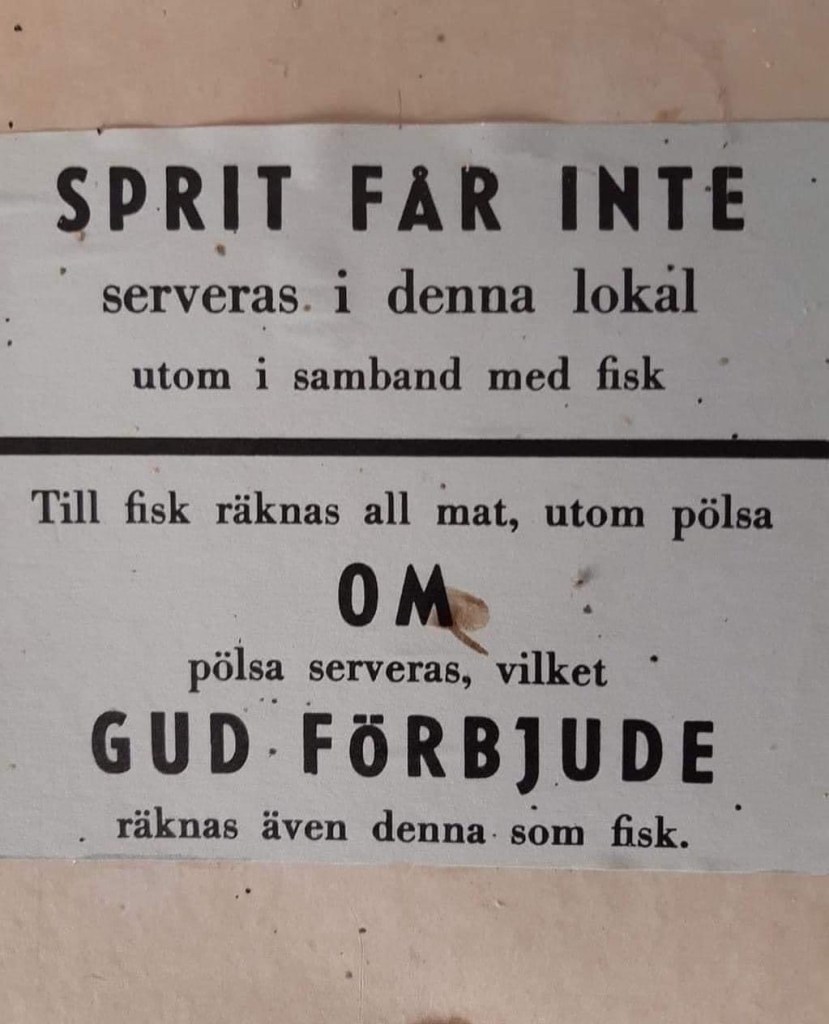 SPRIT FÅR INTE
serveras i denna lokal
utom i samband med fisk
Till fisk räknas all mat, utom pölsa
OM
pölsa serveras, vilket
GUD FÖRBJUDE
räknas även denna som fisk.